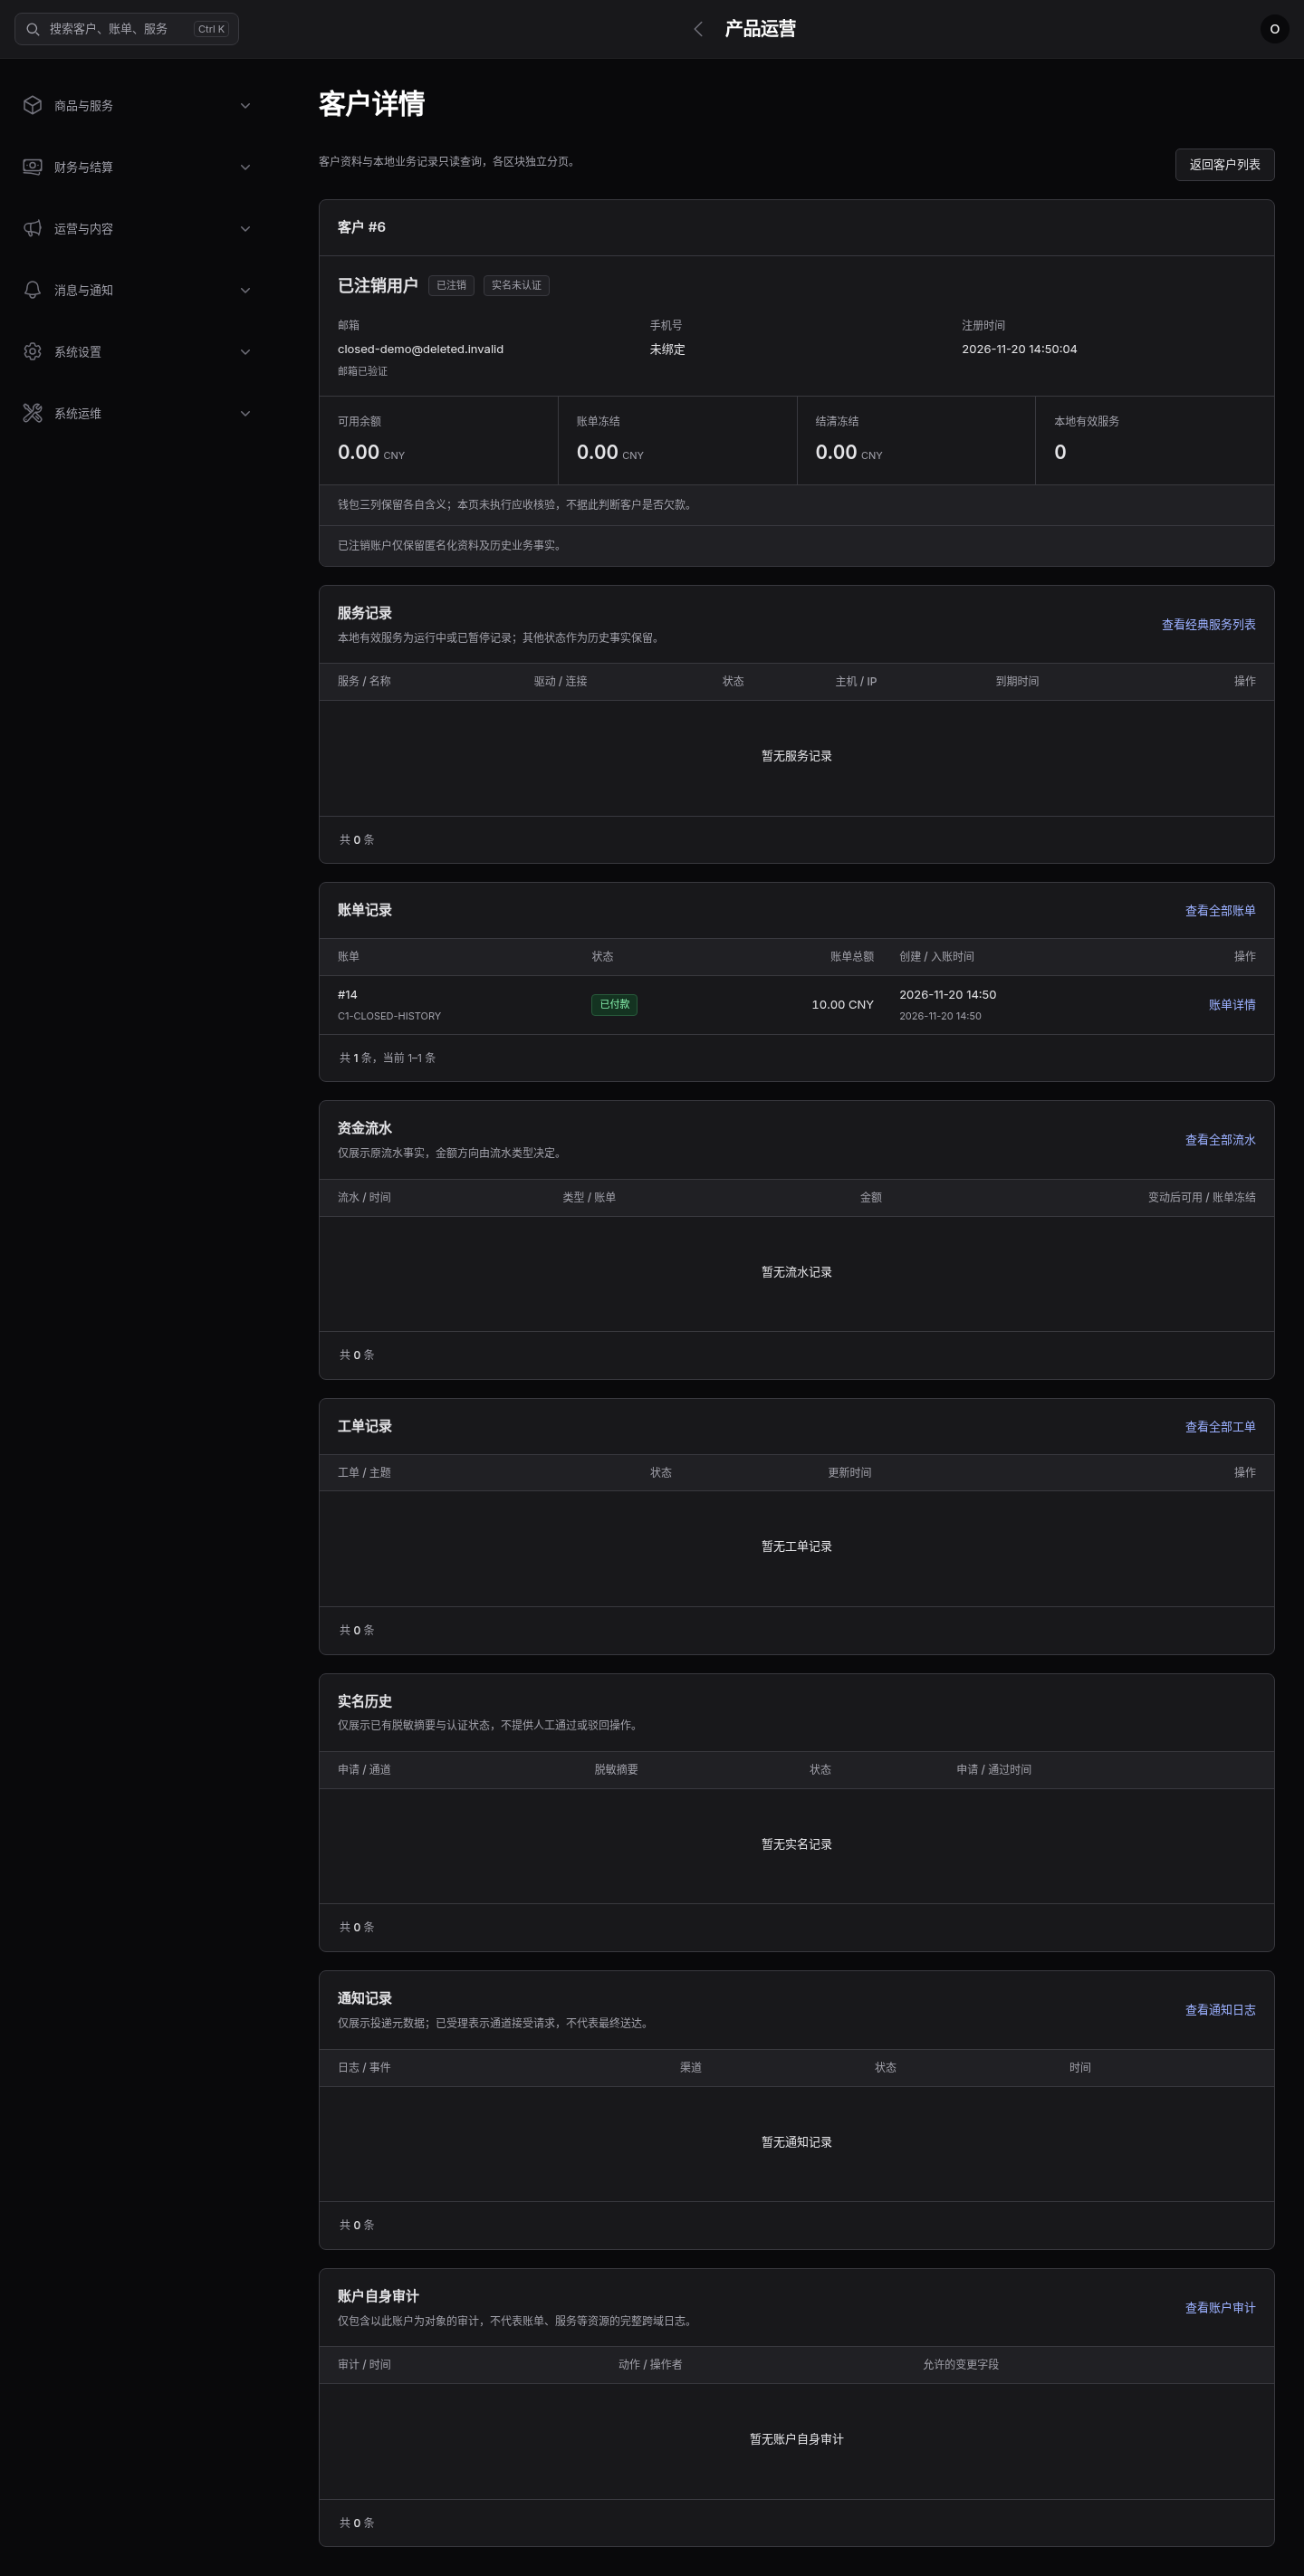 搜索客户、账单、服务 Ctrl K
产品运营
O
商品与服务
财务与结算
运营与内容
消息与通知
系统设置
系统运维
客户详情
客户资料与本地业务记录只读查询，各区块独立分页。
返回客户列表
客户 #6
已注销用户 已注销 实名未认证
邮箱 手机号 注册时间
closed-demo@deleted.invalid 未绑定 2026-11-20 14:50:04
邮箱已验证
可用余额 账单冻结 结清冻结 本地有效服务
0.00 CNY 0.00 CNY 0.00 CNY 0
钱包三列保留各自含义；本页未执行应收核验，不据此判断客户是否欠款。
已注销账户仅保留匿名化资料及历史业务事实。
服务记录
本地有效服务为运行中或已暂停记录；其他状态作为历史事实保留。
查看经典服务列表
服务 / 名称 驱动 / 连接 状态 主机 / IP 到期时间 操作
暂无服务记录
共 0 条
账单记录 查看全部账单
账单 状态 账单总额 创建 / 入账时间 操作
#14 已付款 10.00 CNY 2026-11-20 14:50 账单详情
C1-CLOSED-HISTORY 2026-11-20 14:50
共 1 条，当前 1–1 条
资金流水
仅展示原流水事实，金额方向由流水类型决定。
查看全部流水
流水 / 时间 类型 / 账单 金额 变动后可用 / 账单冻结
暂无流水记录
共 0 条
工单记录 查看全部工单
工单 / 主题 状态 更新时间 操作
暂无工单记录
共 0 条
实名历史
仅展示已有脱敏摘要与认证状态，不提供人工通过或驳回操作。
申请 / 通道 脱敏摘要 状态 申请 / 通过时间
暂无实名记录
共 0 条
通知记录
仅展示投递元数据；已受理表示通道接受请求，不代表最终送达。
查看通知日志
日志 / 事件 渠道 状态 时间
暂无通知记录
共 0 条
账户自身审计
仅包含以此账户为对象的审计，不代表账单、服务等资源的完整跨域日志。
查看账户审计
审计 / 时间 动作 / 操作者 允许的变更字段
暂无账户自身审计
共 0 条